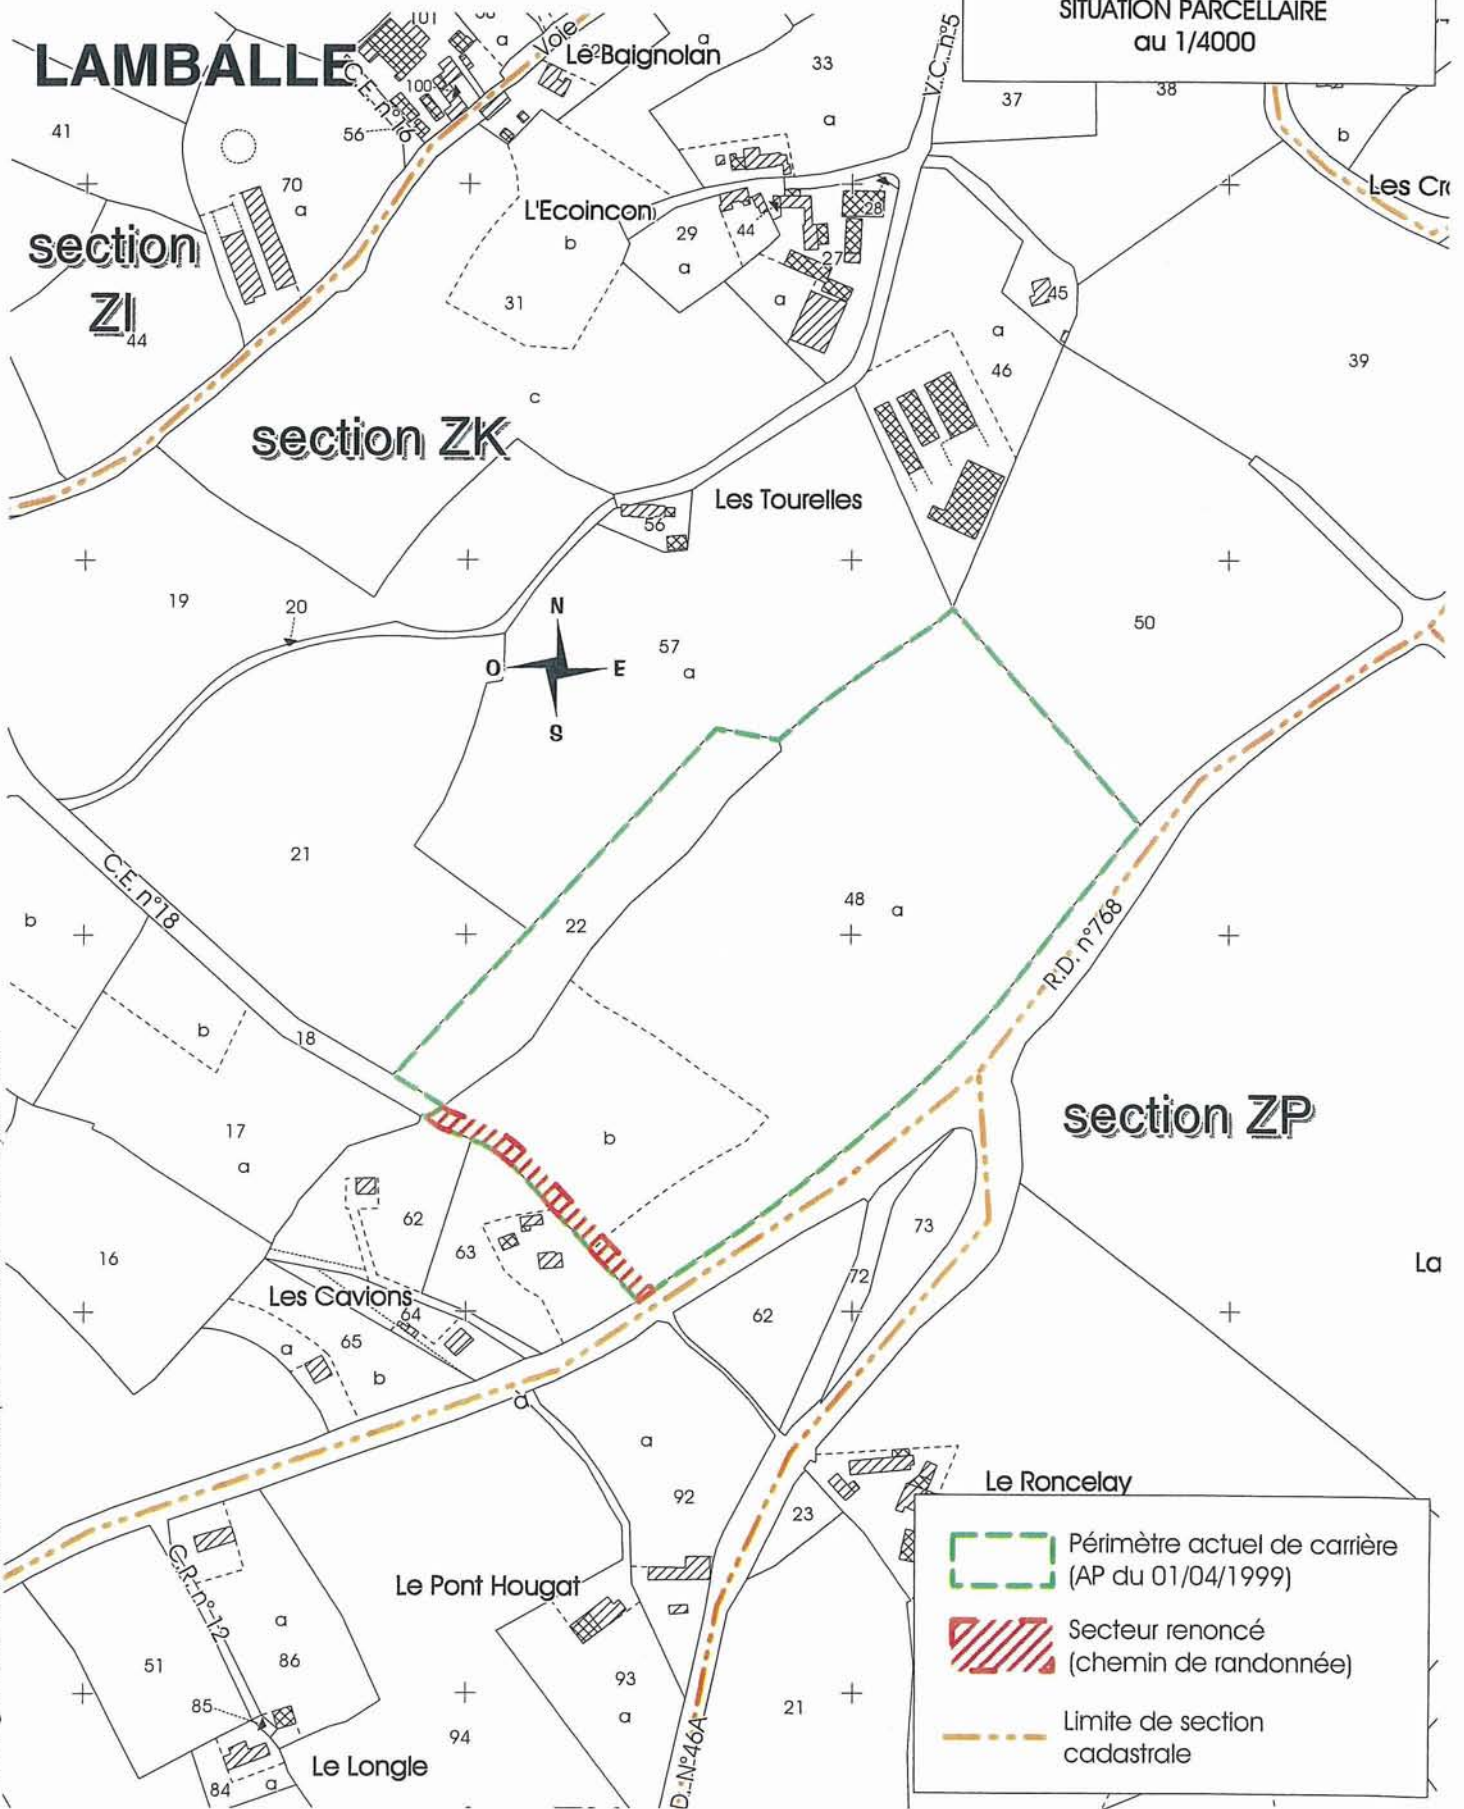 SITUATION PARCELLAIRE
au 1/4000
LAMBALLE
101
a
Voie
Le Baignolan
a
33
V.C. n°5
37
38
C.E. n°16
100
56
41
a
b
70
a
Les Cr
L'Ecoincon
b
29
a
44
28
27
a
section
ZI
44
31
45
a
46
39
c
section ZK
Les Tourelles
56
19
20
N
O
E
S
57
a
50
21
C.E. n°18
b
22
48
a
R.D. n°768
b
18
17
a
b
section ZP
62
63
73
16
La
Les Cavions
64
72
62
65
a
b
a
a
92
Le Roncelay
23
C.R. n°12
Le Pont Hougat
a
86
51
93
a
21
85
94
D. N°46A
Le Longle
84
a
Périmètre actuel de carrière
(AP du 01/04/1999)
Secteur renoncé
(chemin de randonnée)
Limite de section
cadastrale